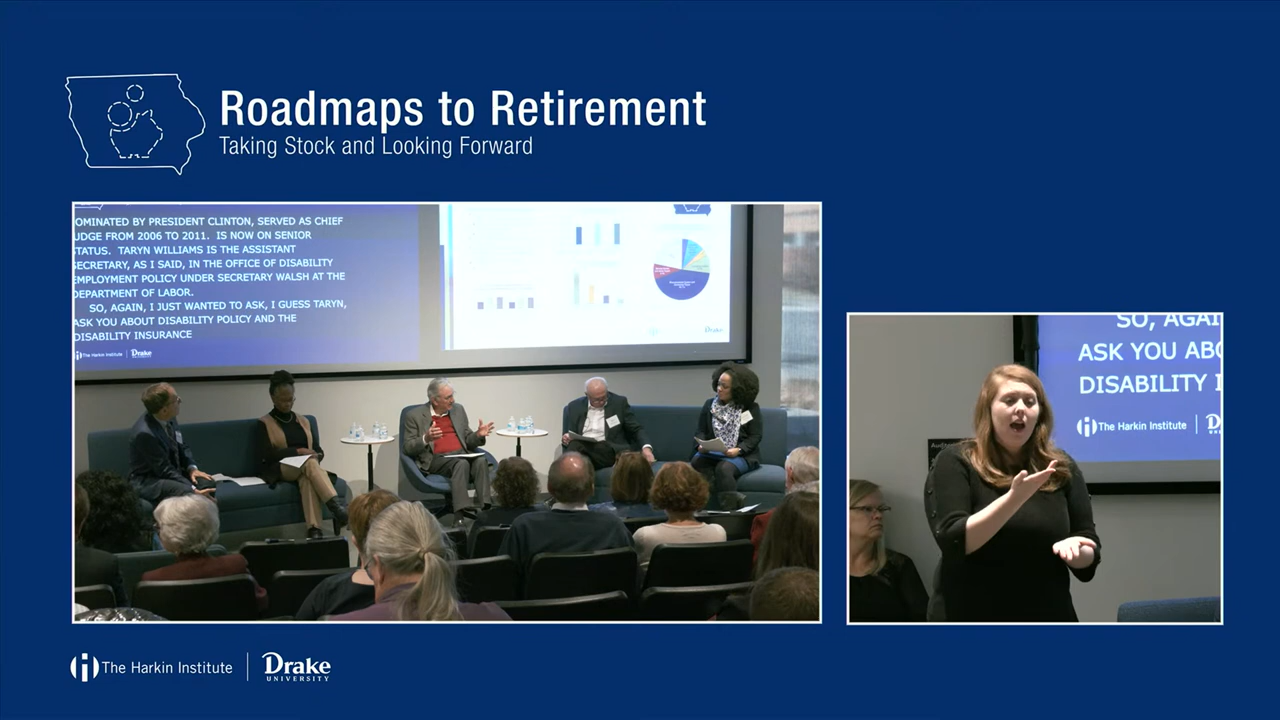 Roadmaps to Retirement
Taking Stock and Looking Forward
OMINATED BY PRESIDENT CLINTON, SERVED AS CHIEF
UDGE FROM 2006 TO 2011. IS NOW ON SENIOR
TATUS. TARYN WILLIAMS IS THE ASSISTANT
SECRETARY, AS I SAID, IN THE OFFICE OF DISABILITY
EMPLOYMENT POLICY UNDER SECRETARY WALSH AT THE
DEPARTMENT OF LABOR.
SO, AGAIN, I JUST WANTED TO ASK, I GUESS TARYN,
ASK YOU ABOUT DISABILITY POLICY AND THE
DISABILITY INSURANCE
The Harkin Institute Drake
UNIVERSITY
Drake
SO, AGAI
ASK YOU ABO
DISABILITY I
The Harkin Institute D
UN
The Harkin Institute Drake
UNIVERSITY